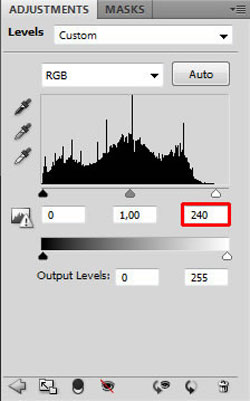 ADJUSTMENTS MASKS
Levels Custom
RGB Auto
0 1,00 240
Output Levels: 0 255